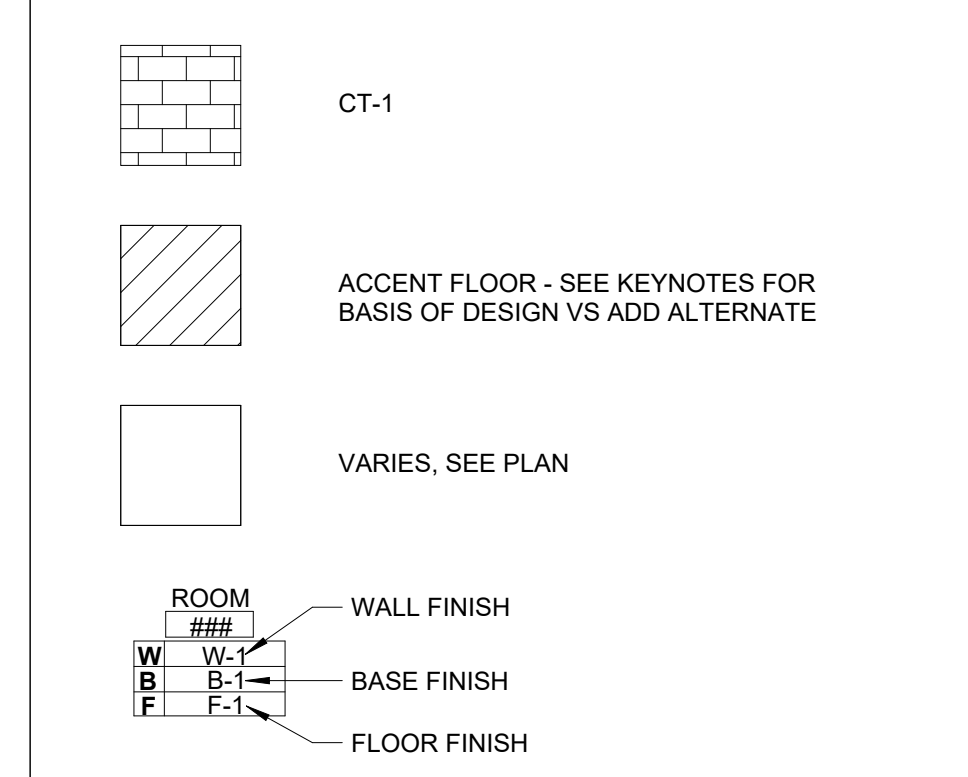 CT-1
ACCENT FLOOR - SEE KEYNOTES FOR
BASIS OF DESIGN VS ADD ALTERNATE
VARIES, SEE PLAN
ROOM
###
W W-1
B B-1
F F-1
WALL FINISH
BASE FINISH
FLOOR FINISH